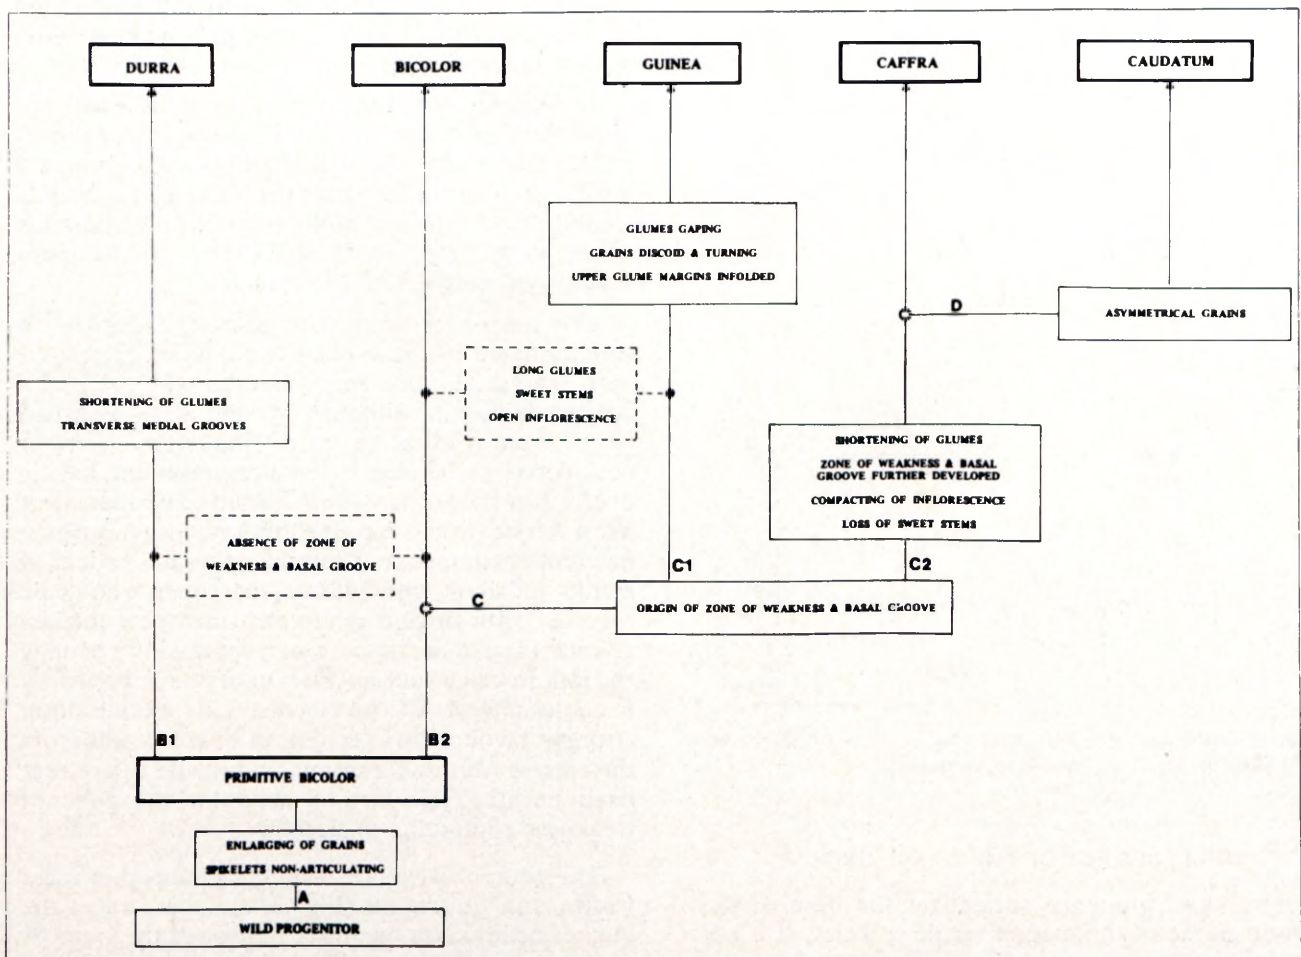 DURRA
BICOLOR
GUINEA
CAFFRA
CAUDATUM
GLUMES GAPING
GRAINS DISCOID & TURNING
UPPER GLUME MARGINS INFOLDED
D
ASYMMETRICAL GRAINS
LONG GLUMES
SWEET STEMS
OPEN INFLORESCENCE
SHORTENING OF GLUMES
TRANSVERSE MEDIAL GROOVES
SHORTENING OF GLUMES
ZONE OF WEAKNESS & BASAL
GROOVE FURTHER DEVELOPED
COMPACTING OF INFLORESCENCE
LOSS OF SWEET STEMS
ABSENCE OF ZONE OF
WEAKNESS & BASAL GROOVE
C1
C2
C
ORIGIN OF ZONE OF WEAKNESS & BASAL GROOVE
B1
B2
PRIMITIVE BICOLOR
ENLARGING OF GRAINS
SPIKELETS NON-ARTICULATING
A
WILD PROGENITOR